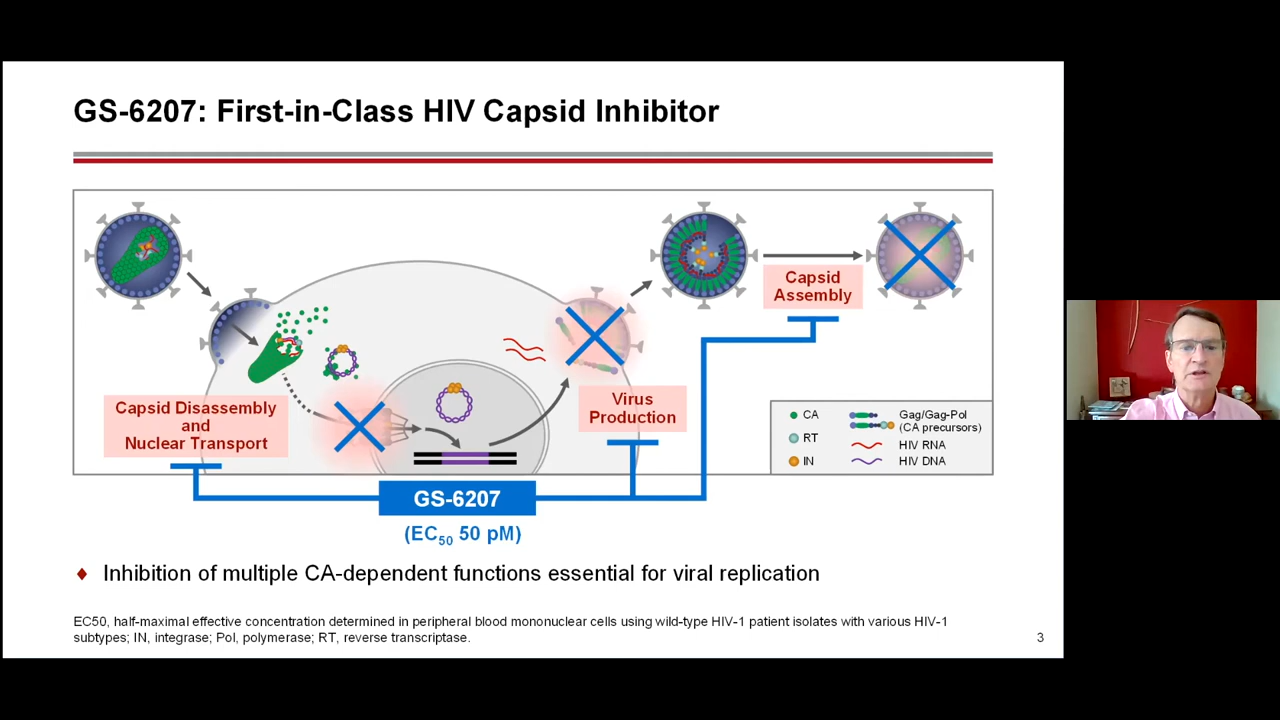 GS-6207: First-in-Class HIV Capsid Inhibitor
Capsid
Assembly
Capsid Disassembly
and
Nuclear Transport
Virus
Production
CA
RT
IN
Gag/Gag-Pol
(CA precursors)
HIV RNA
HIV DNA
GS-6207
(EC50 50 pM)
♦ Inhibition of multiple CA-dependent functions essential for viral replication
EC50, half-maximal effective concentration determined in peripheral blood mononuclear cells using wild-type HIV-1 patient isolates with various HIV-1
subtypes; IN, integrase; Pol, polymerase; RT, reverse transcriptase.
3